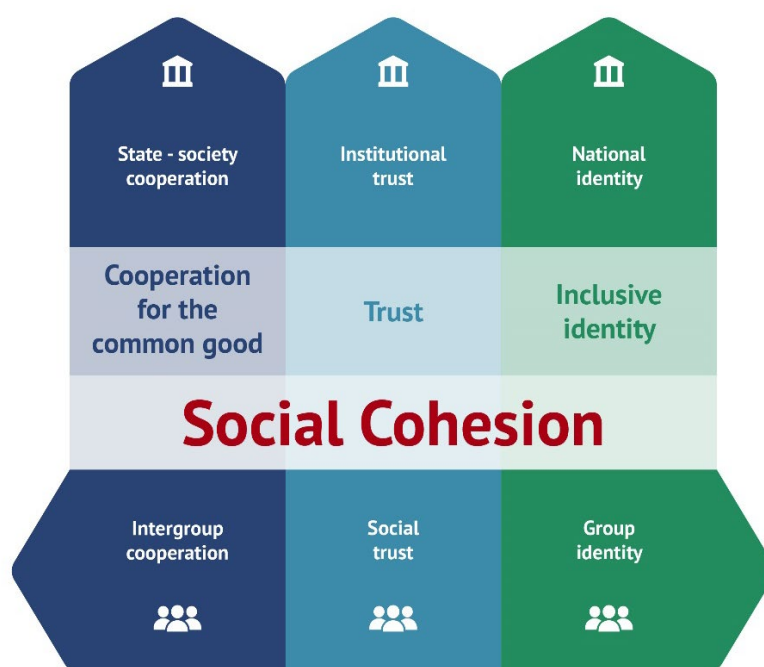 State - society
cooperation
Institutional
trust
National
identity
Cooperation
for the
common good
Trust
Inclusive
identity
Social Cohesion
Intergroup
cooperation
Social
trust
Group
identity